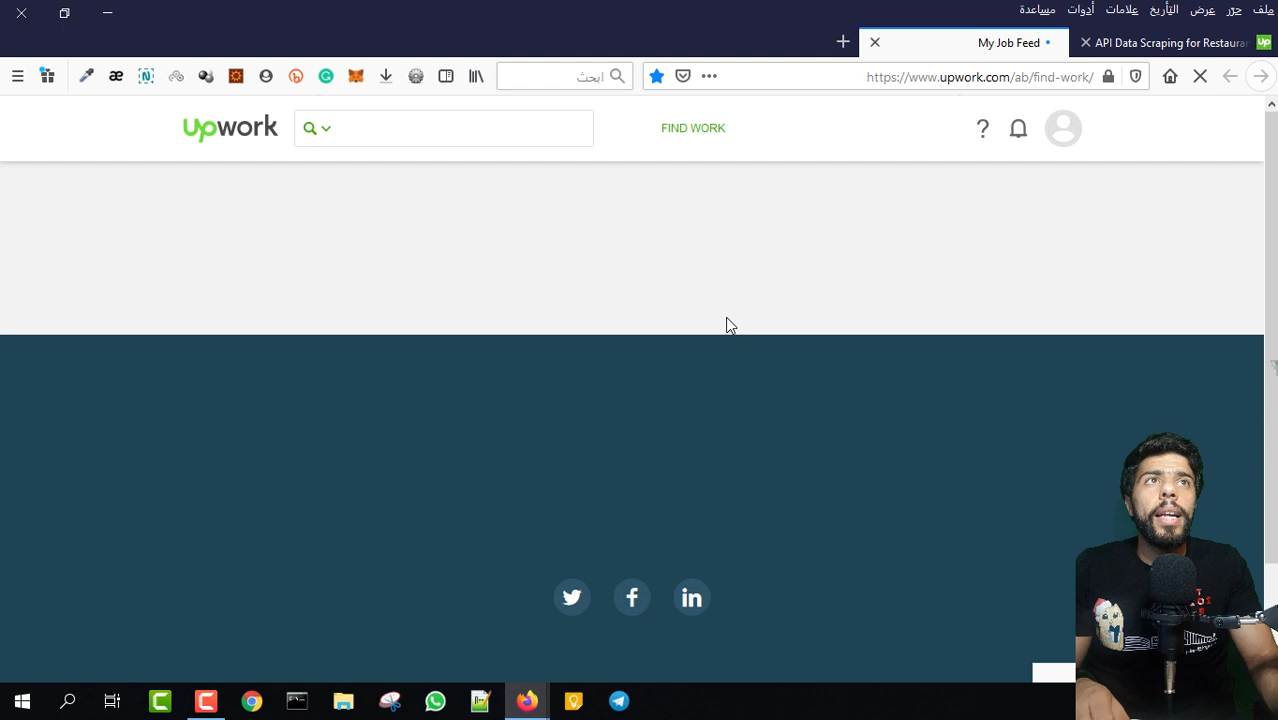 ملف حرّر عرض التأريخ علامات أدوات مساعدة
API Data Scraping for Restaura
My Job Feed
https://www.upwork.com/ab/find-work/
ابحث
upwork
FIND WORK
?